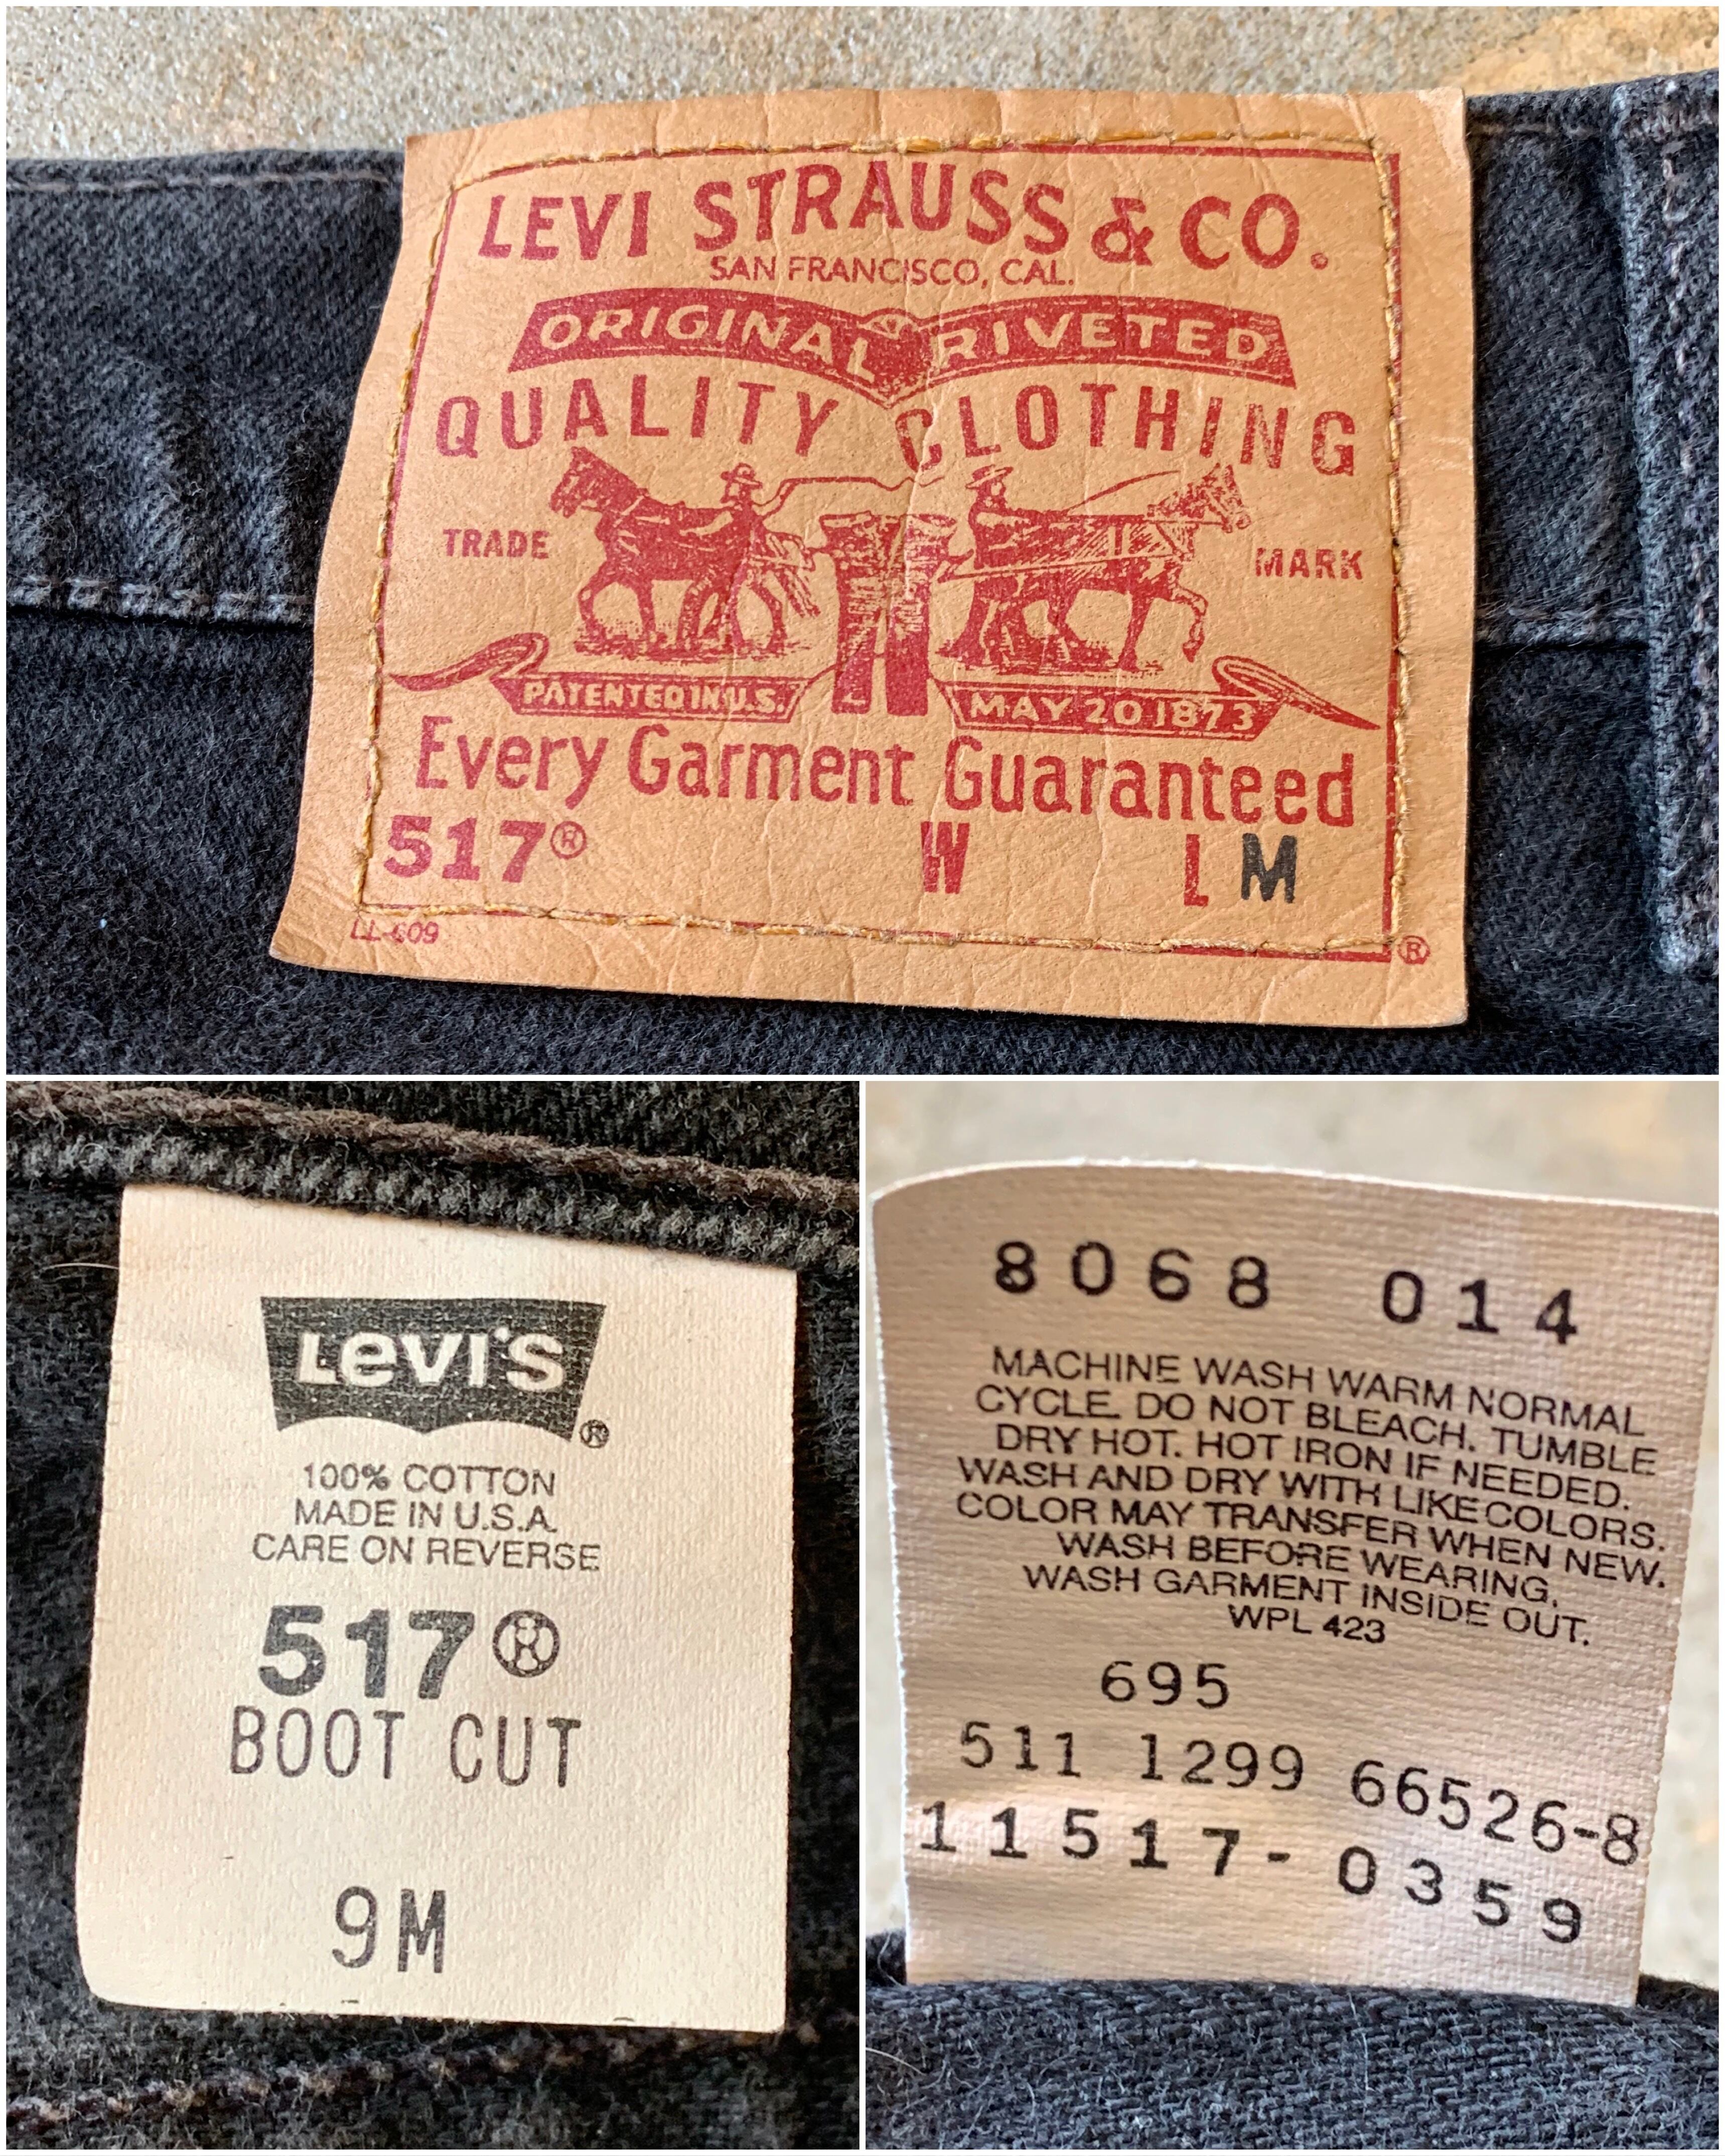 LEVI STRAUSS & CO.
SAN FRANCISCO, CAL.
ORIGINAL RIVETED
QUALITY CLOTHING
TRADE MARK
PATENTED IN U.S. MAY 20 1873
Every Garment Guaranteed
517® W L M
LL-609
®
LEVI'S
®
100% COTTON
MADE IN U.S.A.
CARE ON REVERSE
517®
BOOT CUT
9M
8068 014
MACHINE WASH WARM NORMAL
CYCLE. DO NOT BLEACH. TUMBLE
DRY HOT. HOT IRON IF NEEDED.
WASH AND DRY WITH LIKE COLORS.
COLOR MAY TRANSFER WHEN NEW.
WASH BEFORE WEARING.
WASH GARMENT INSIDE OUT.
WPL 423
695
511 1299 66526-8
11517-0359